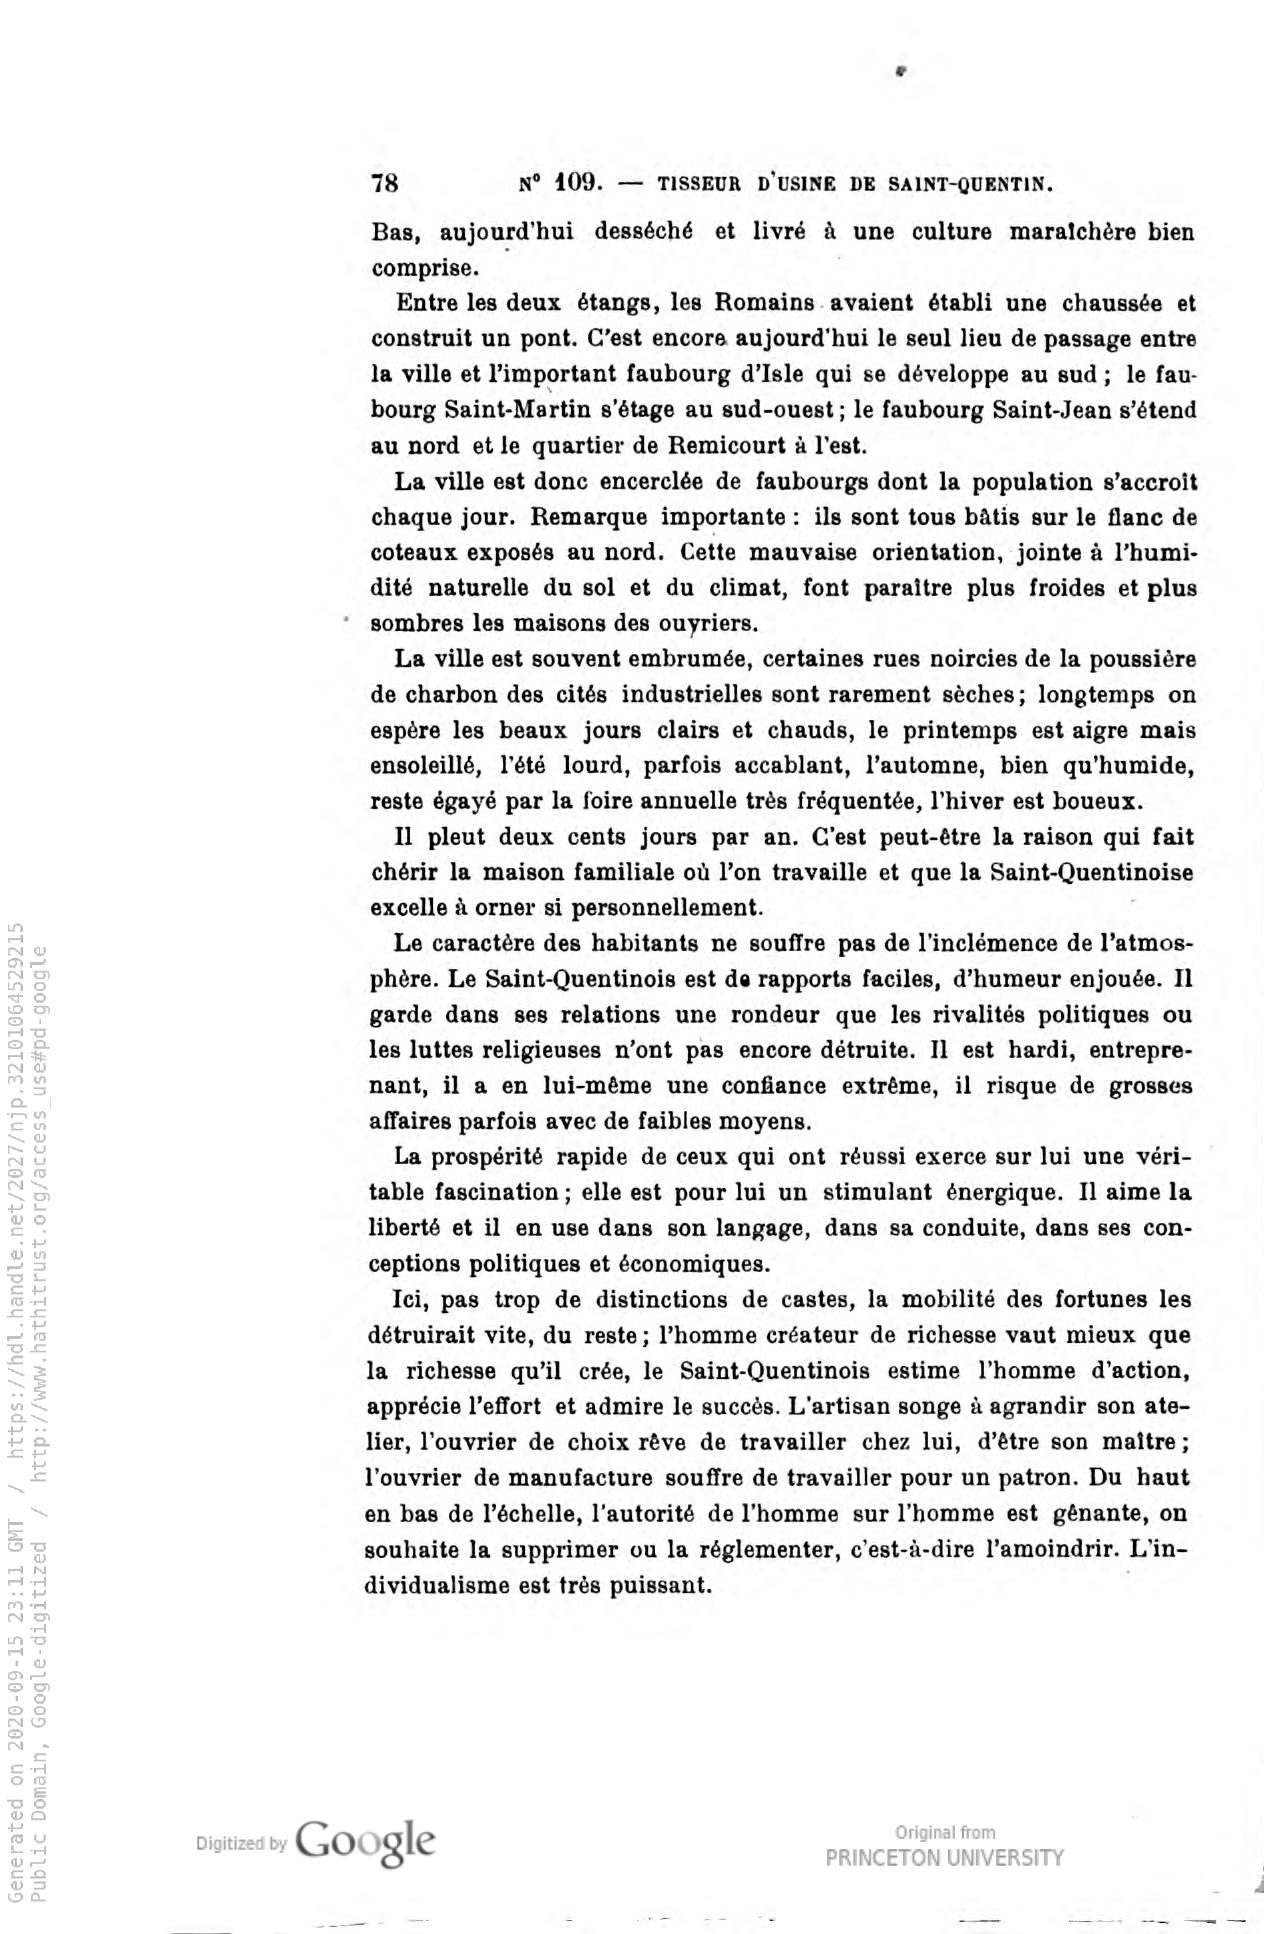 78 N° 109. — TISSEUR D'USINE DE SAINT-QUENTIN.
Bas, aujourd'hui desséché et livré à une culture maraîchère bien
comprise.
Entre les deux étangs, les Romains avaient établi une chaussée et
construit un pont. C'est encore aujourd'hui le seul lieu de passage entre
la ville et l'important faubourg d'Isle qui se développe au sud ; le fau-
bourg Saint-Martin s'étage au sud-ouest ; le faubourg Saint-Jean s'étend
au nord et le quartier de Remicourt à l'est.
La ville est donc encerclée de faubourgs dont la population s'accroît
chaque jour. Remarque importante : ils sont tous bâtis sur le flanc de
coteaux exposés au nord. Cette mauvaise orientation, jointe à l'humi-
dité naturelle du sol et du climat, font paraître plus froides et plus
sombres les maisons des ouvriers.
La ville est souvent embrumée, certaines rues noircies de la poussière
de charbon des cités industrielles sont rarement sèches ; longtemps on
espère les beaux jours clairs et chauds, le printemps est aigre mais
ensoleillé, l'été lourd, parfois accablant, l'automne, bien qu'humide,
reste égayé par la foire annuelle très fréquentée, l'hiver est boueux.
Il pleut deux cents jours par an. C'est peut-être la raison qui fait
chérir la maison familiale où l'on travaille et que la Saint-Quentinoise
excelle à orner si personnellement.
Le caractère des habitants ne souffre pas de l'inclémence de l'atmos-
phère. Le Saint-Quentinois est de rapports faciles, d'humeur enjouée. Il
garde dans ses relations une rondeur que les rivalités politiques ou
les luttes religieuses n'ont pas encore détruite. Il est hardi, entrepre-
nant, il a en lui-même une confiance extrême, il risque de grosses
affaires parfois avec de faibles moyens.
La prospérité rapide de ceux qui ont réussi exerce sur lui une véri-
table fascination ; elle est pour lui un stimulant énergique. Il aime la
liberté et il en use dans son langage, dans sa conduite, dans ses con-
ceptions politiques et économiques.
Ici, pas trop de distinctions de castes, la mobilité des fortunes les
détruirait vite, du reste ; l'homme créateur de richesse vaut mieux que
la richesse qu'il crée, le Saint-Quentinois estime l'homme d'action,
apprécie l'effort et admire le succès. L'artisan songe à agrandir son ate-
lier, l'ouvrier de choix rêve de travailler chez lui, d'être son maître ;
l'ouvrier de manufacture souffre de travailler pour un patron. Du haut
en bas de l'échelle, l'autorité de l'homme sur l'homme est gênante, on
souhaite la supprimer ou la réglementer, c'est-à-dire l'amoindrir. L'in-
dividualisme est très puissant.
Generated on 2020-09-15 23:11 GMT / https://hdl.handle.net/2027/njp.32101064529215
Public Domain, Google-digitized / http://www.hathitrust.org/access_use#pd-google
Digitized by Google
Original from
PRINCETON UNIVERSITY